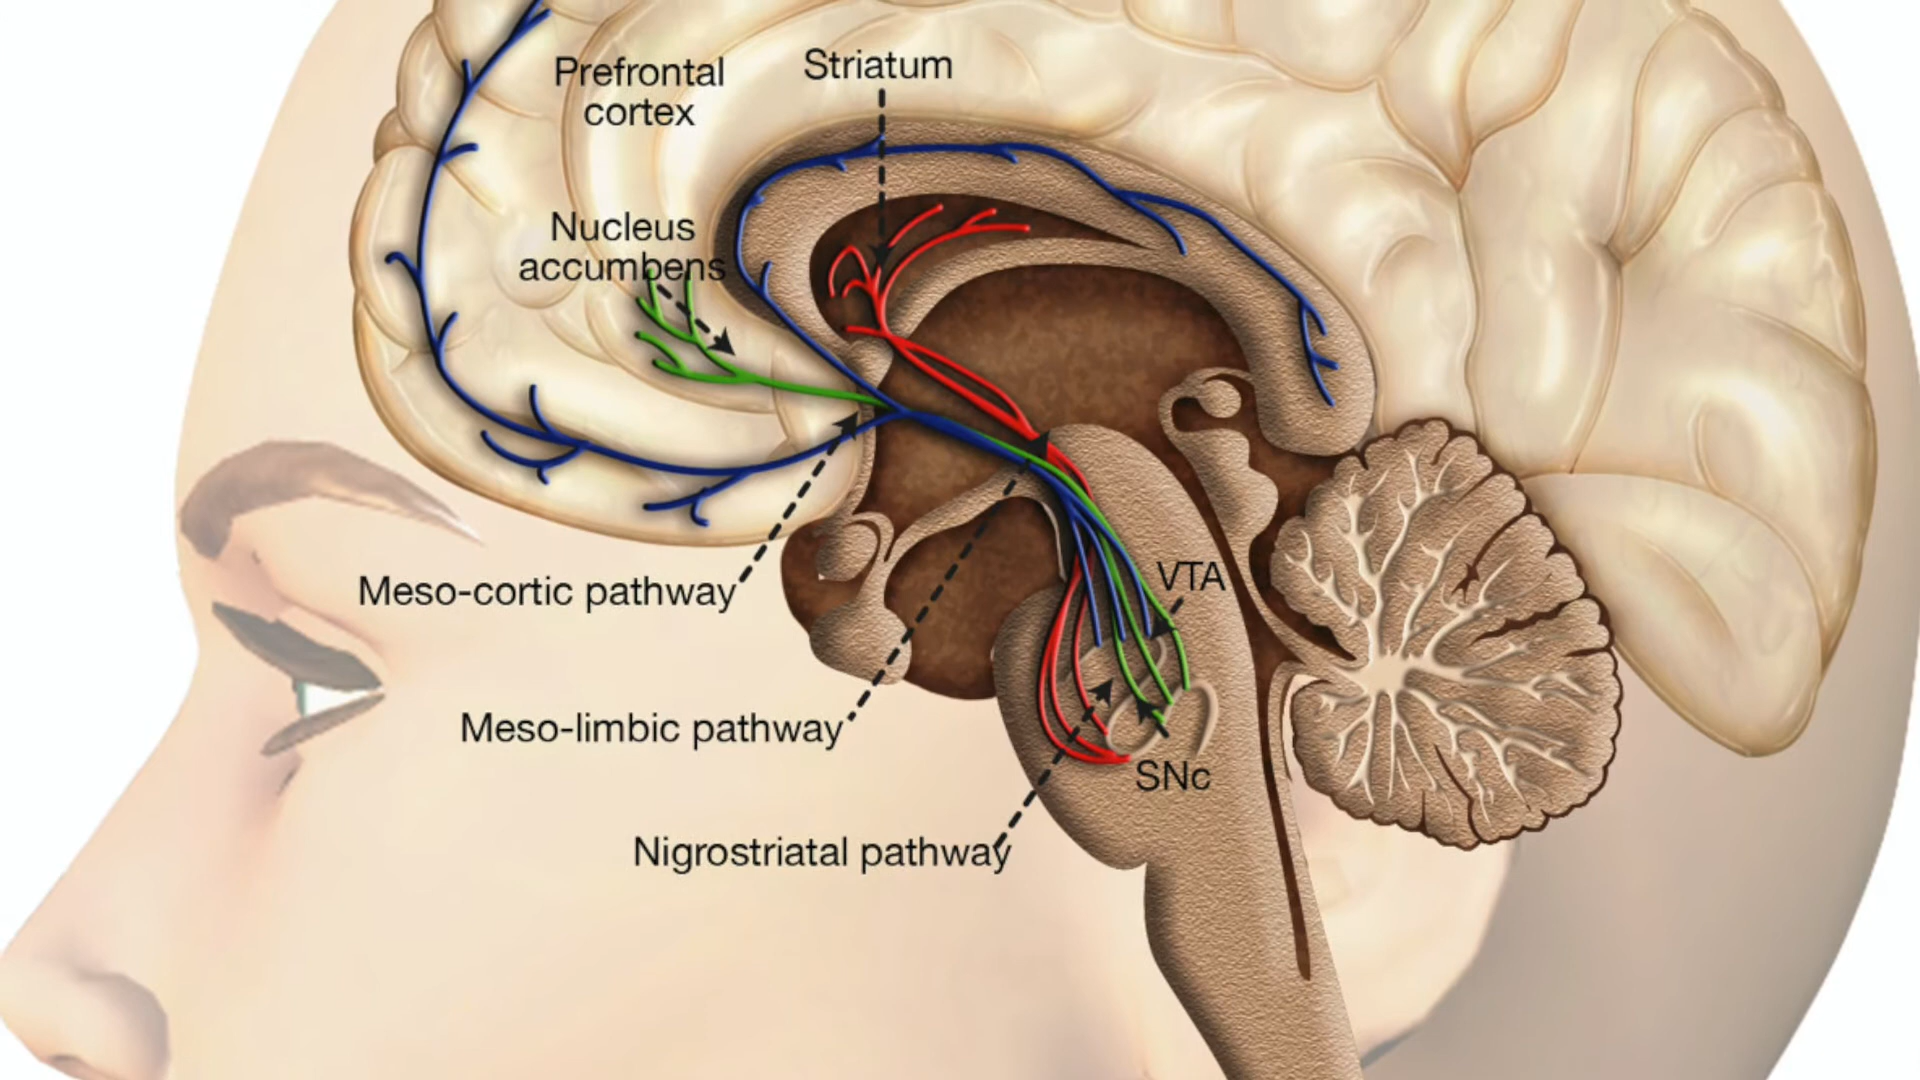 Prefrontal
cortex
Striatum
Nucleus
accumbens
Meso-cortic pathway
VTA
Meso-limbic pathway
SNc
Nigrostriatal pathway